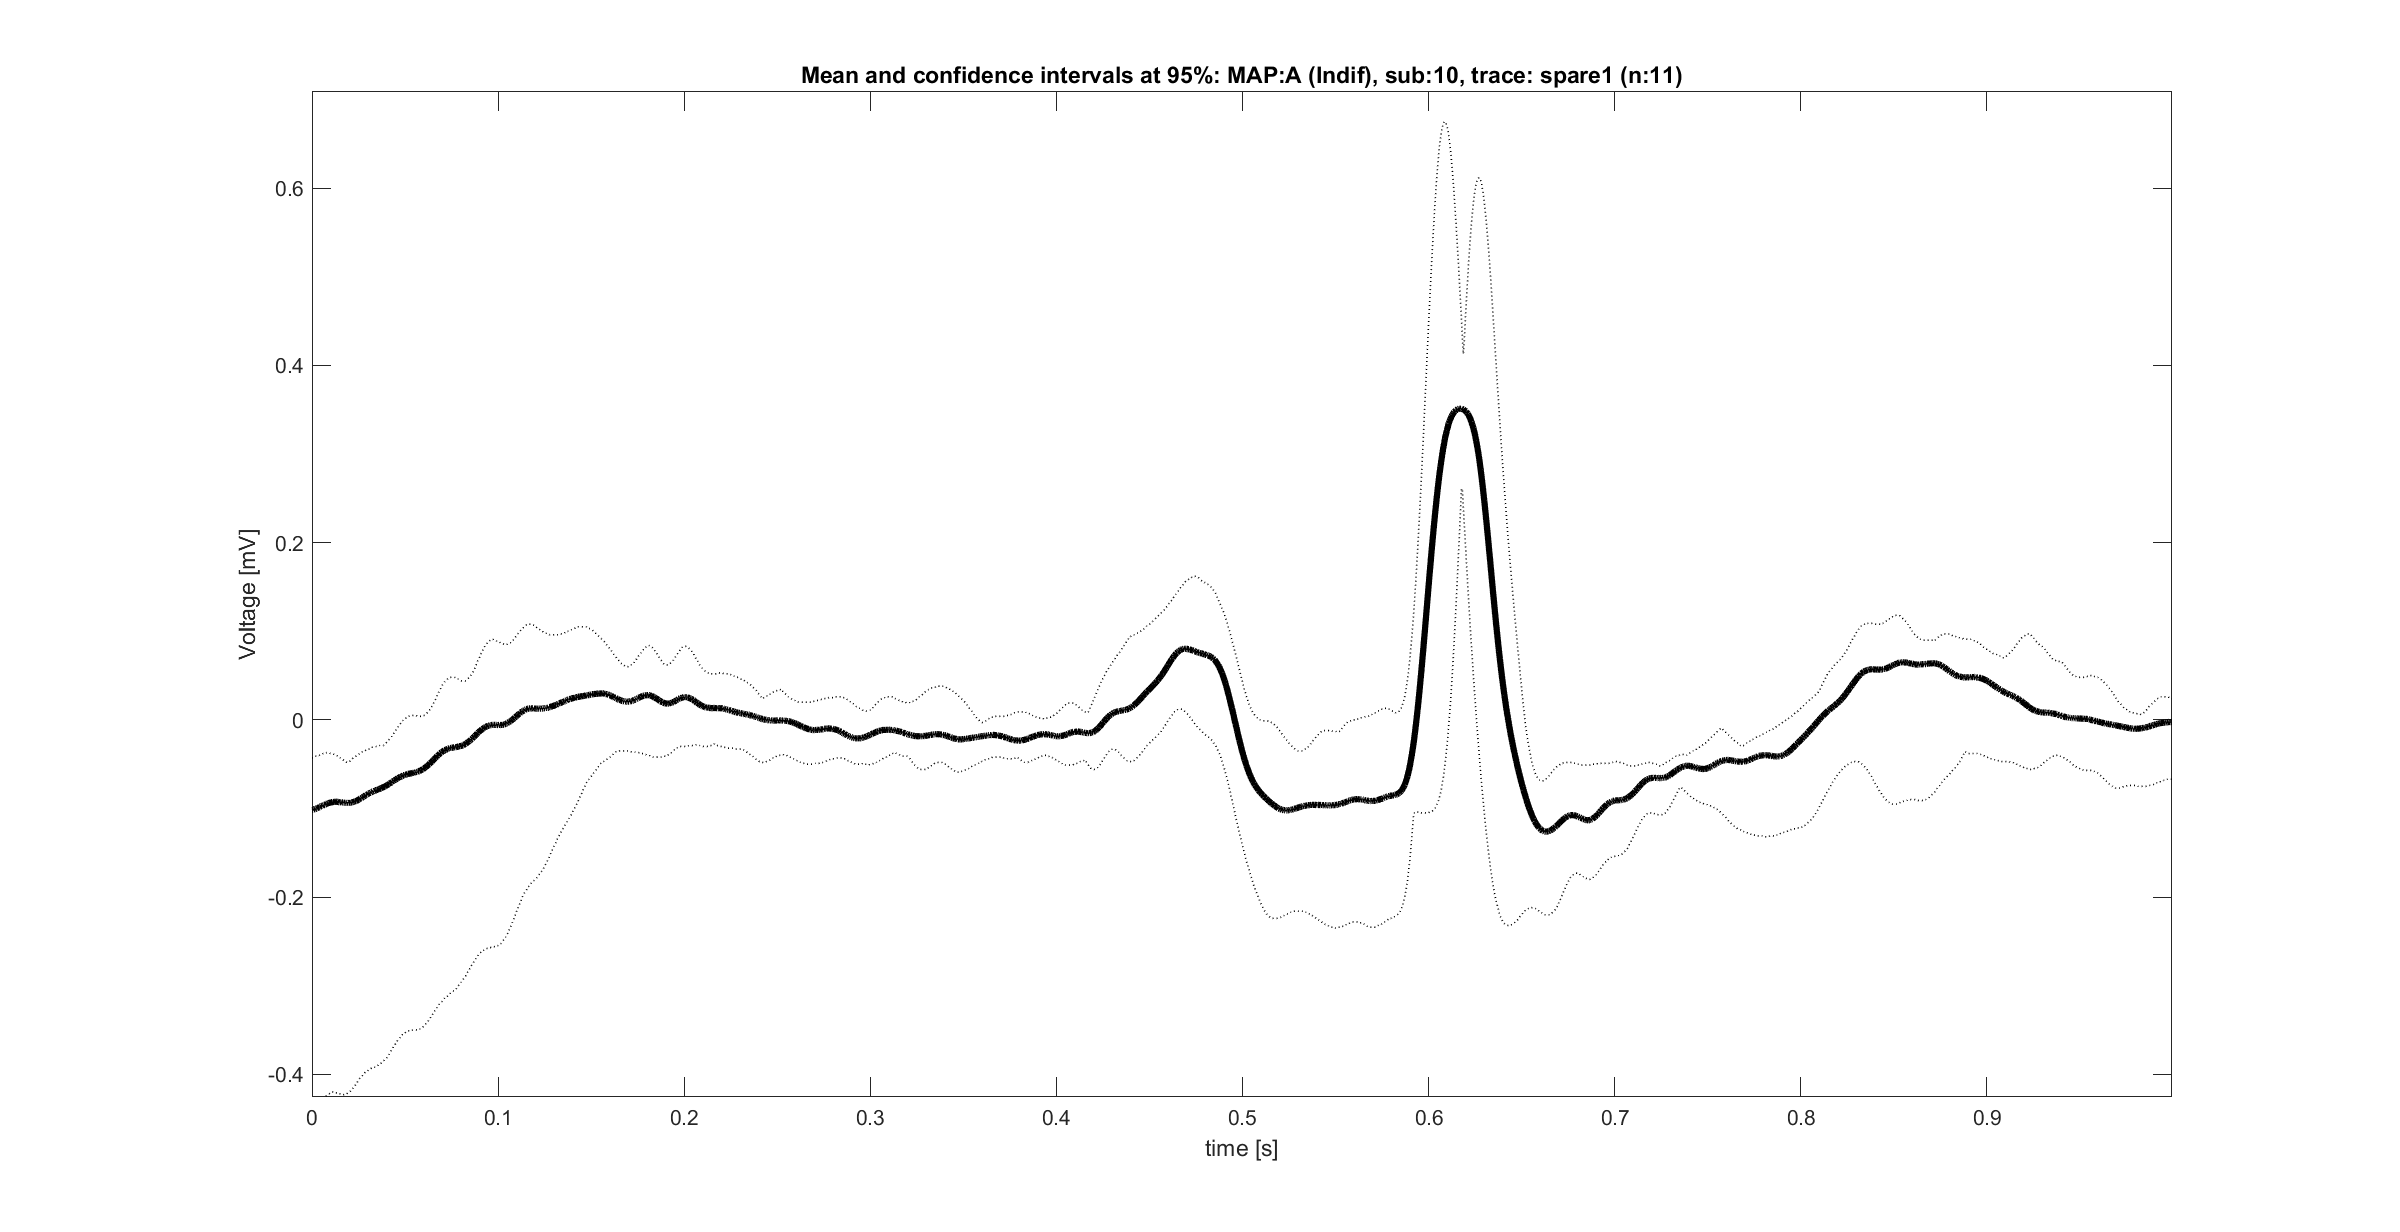 Mean and confidence intervals at 95%: MAP:A (Indif), sub:10, trace: spare1 (n:11)
0.6
0.4
0.2
0
-0.2
-0.4
Voltage [mV]
0 0.1 0.2 0.3 0.4 0.5 0.6 0.7 0.8 0.9
time [s]